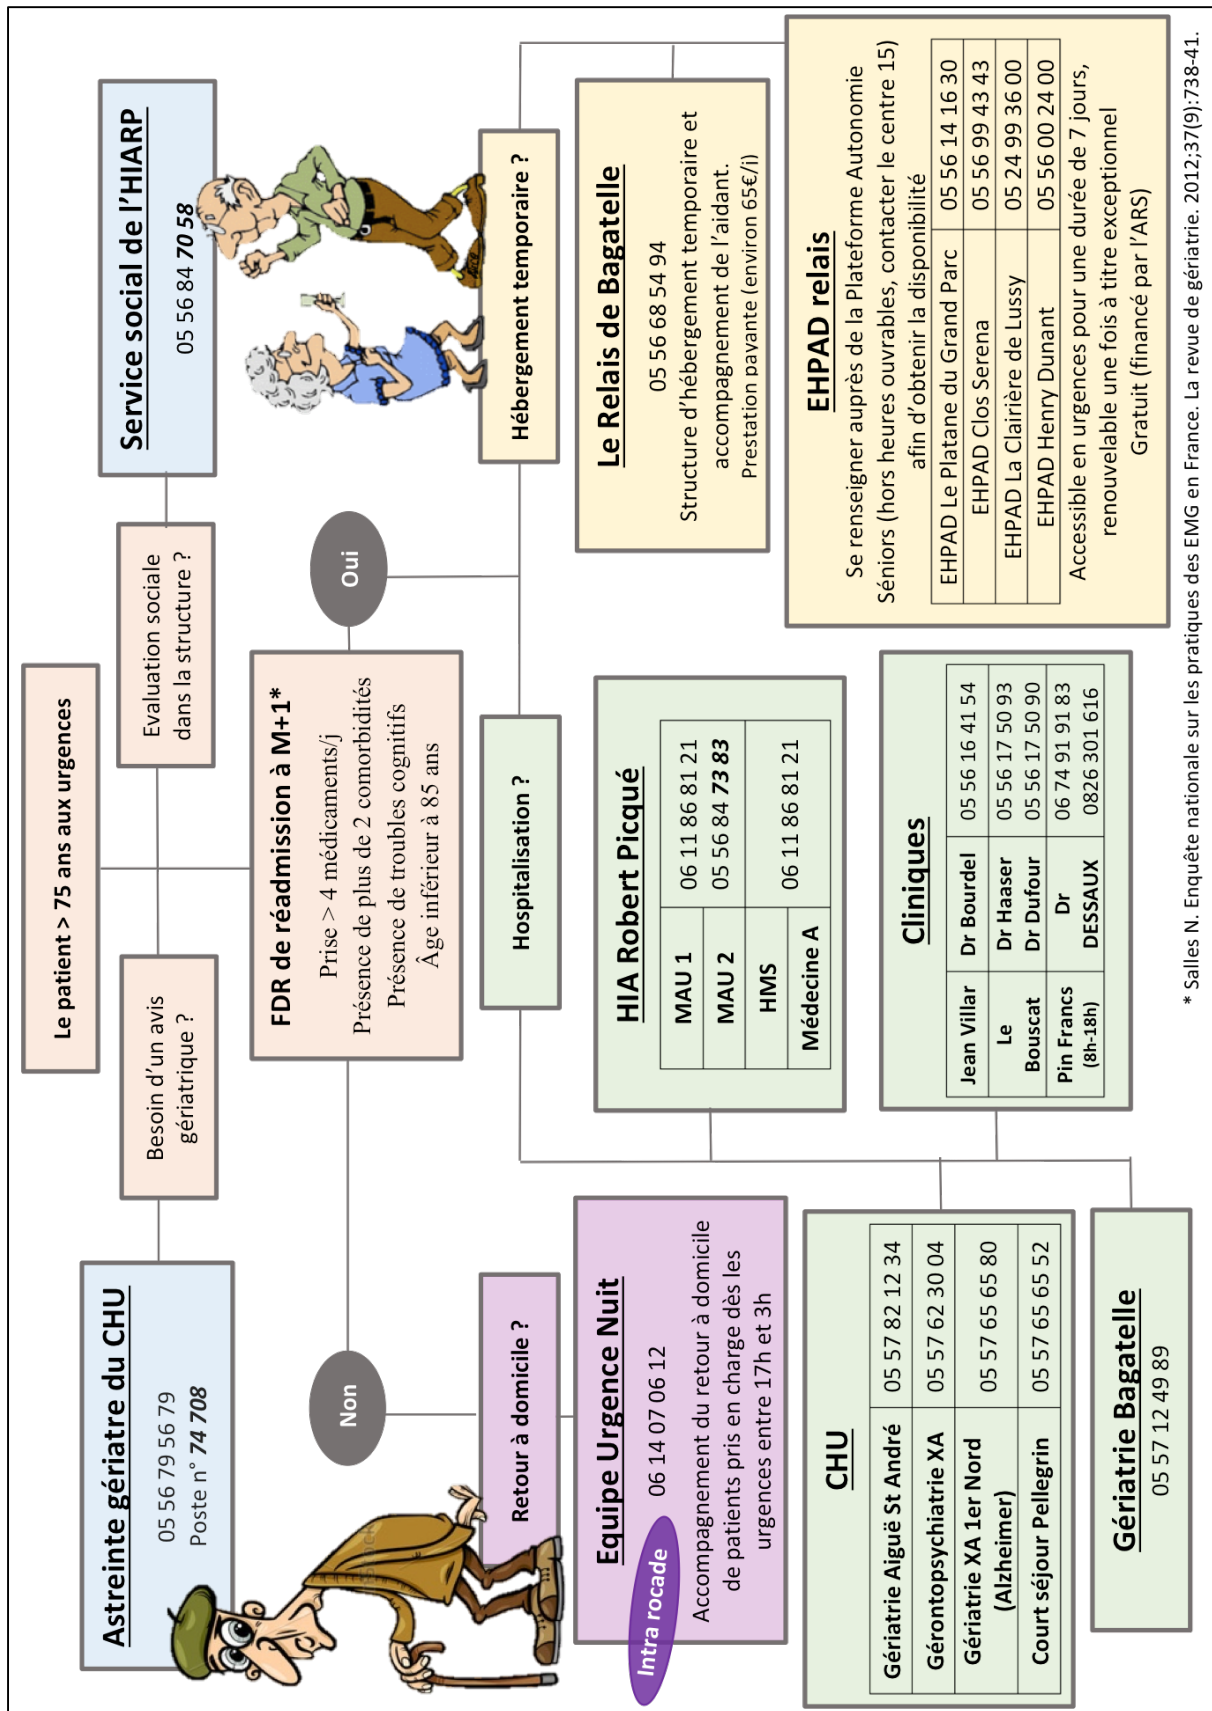 Le patient > 75 ans aux urgences
Astreinte gériatre du CHU
05 56 79 56 79
Poste n° 74 708
Besoin d'un avis
gériatrique ?
Evaluation sociale
dans la structure ?
Service social de l'HIARP
05 56 84 70 58
FDR de réadmission à M+1*
Prise > 4 médicaments/j
Présence de plus de 2 comorbidités
Présence de troubles cognitifs
Âge inférieur à 85 ans
Non
Oui
Retour à domicile ?
Hospitalisation ?
Hébergement temporaire ?
Equipe Urgence Nuit
Intra rocade
06 14 07 06 12
Accompagnement du retour à domicile
de patients pris en charge dès les
urgences entre 17h et 3h
HIA Robert Picqué
MAU 1 06 11 86 81 21
MAU 2 05 56 84 73 83
HMS
Médecine A
06 11 86 81 21
Le Relais de Bagatelle
05 56 68 54 94
Structure d'hébergement temporaire et
accompagnement de l'aidant.
Prestation payante (environ 65€/i)
CHU
Gériatrie Aiguë St André 05 57 82 12 34
Gérontopsychiatrie XA 05 57 62 30 04
Gériatrie XA 1er Nord
(Alzheimer)
05 57 65 65 80
Court séjour Pellegrin 05 57 65 65 52
Cliniques
Jean Villar Dr Bourdel 05 56 16 41 54
Le Dr Haaser 05 56 17 50 93
Bouscat Dr Dufour 05 56 17 50 90
Pin Francs Dr 06 74 91 91 83
(8h-18h) DESSAUX 0826 301 616
EHPAD relais
Se renseigner auprès de la Plateforme Autonomie
Séniors (hors heures ouvrables, contacter le centre 15)
afin d'obtenir la disponibilité
EHPAD Le Platane du Grand Parc 05 56 14 16 30
EHPAD Clos Serena 05 56 99 43 43
EHPAD La Clairière de Lussy 05 24 99 36 00
EHPAD Henry Dunant 05 56 00 24 00
Accessible en urgences pour une durée de 7 jours,
renouvelable une fois à titre exceptionnel
Gratuit (financé par l'ARS)
Gériatrie Bagatelle
05 57 12 49 89
* Salles N. Enquête nationale sur les pratiques des EMG en France. La revue de gériatrie. 2012;37(9):738-41.